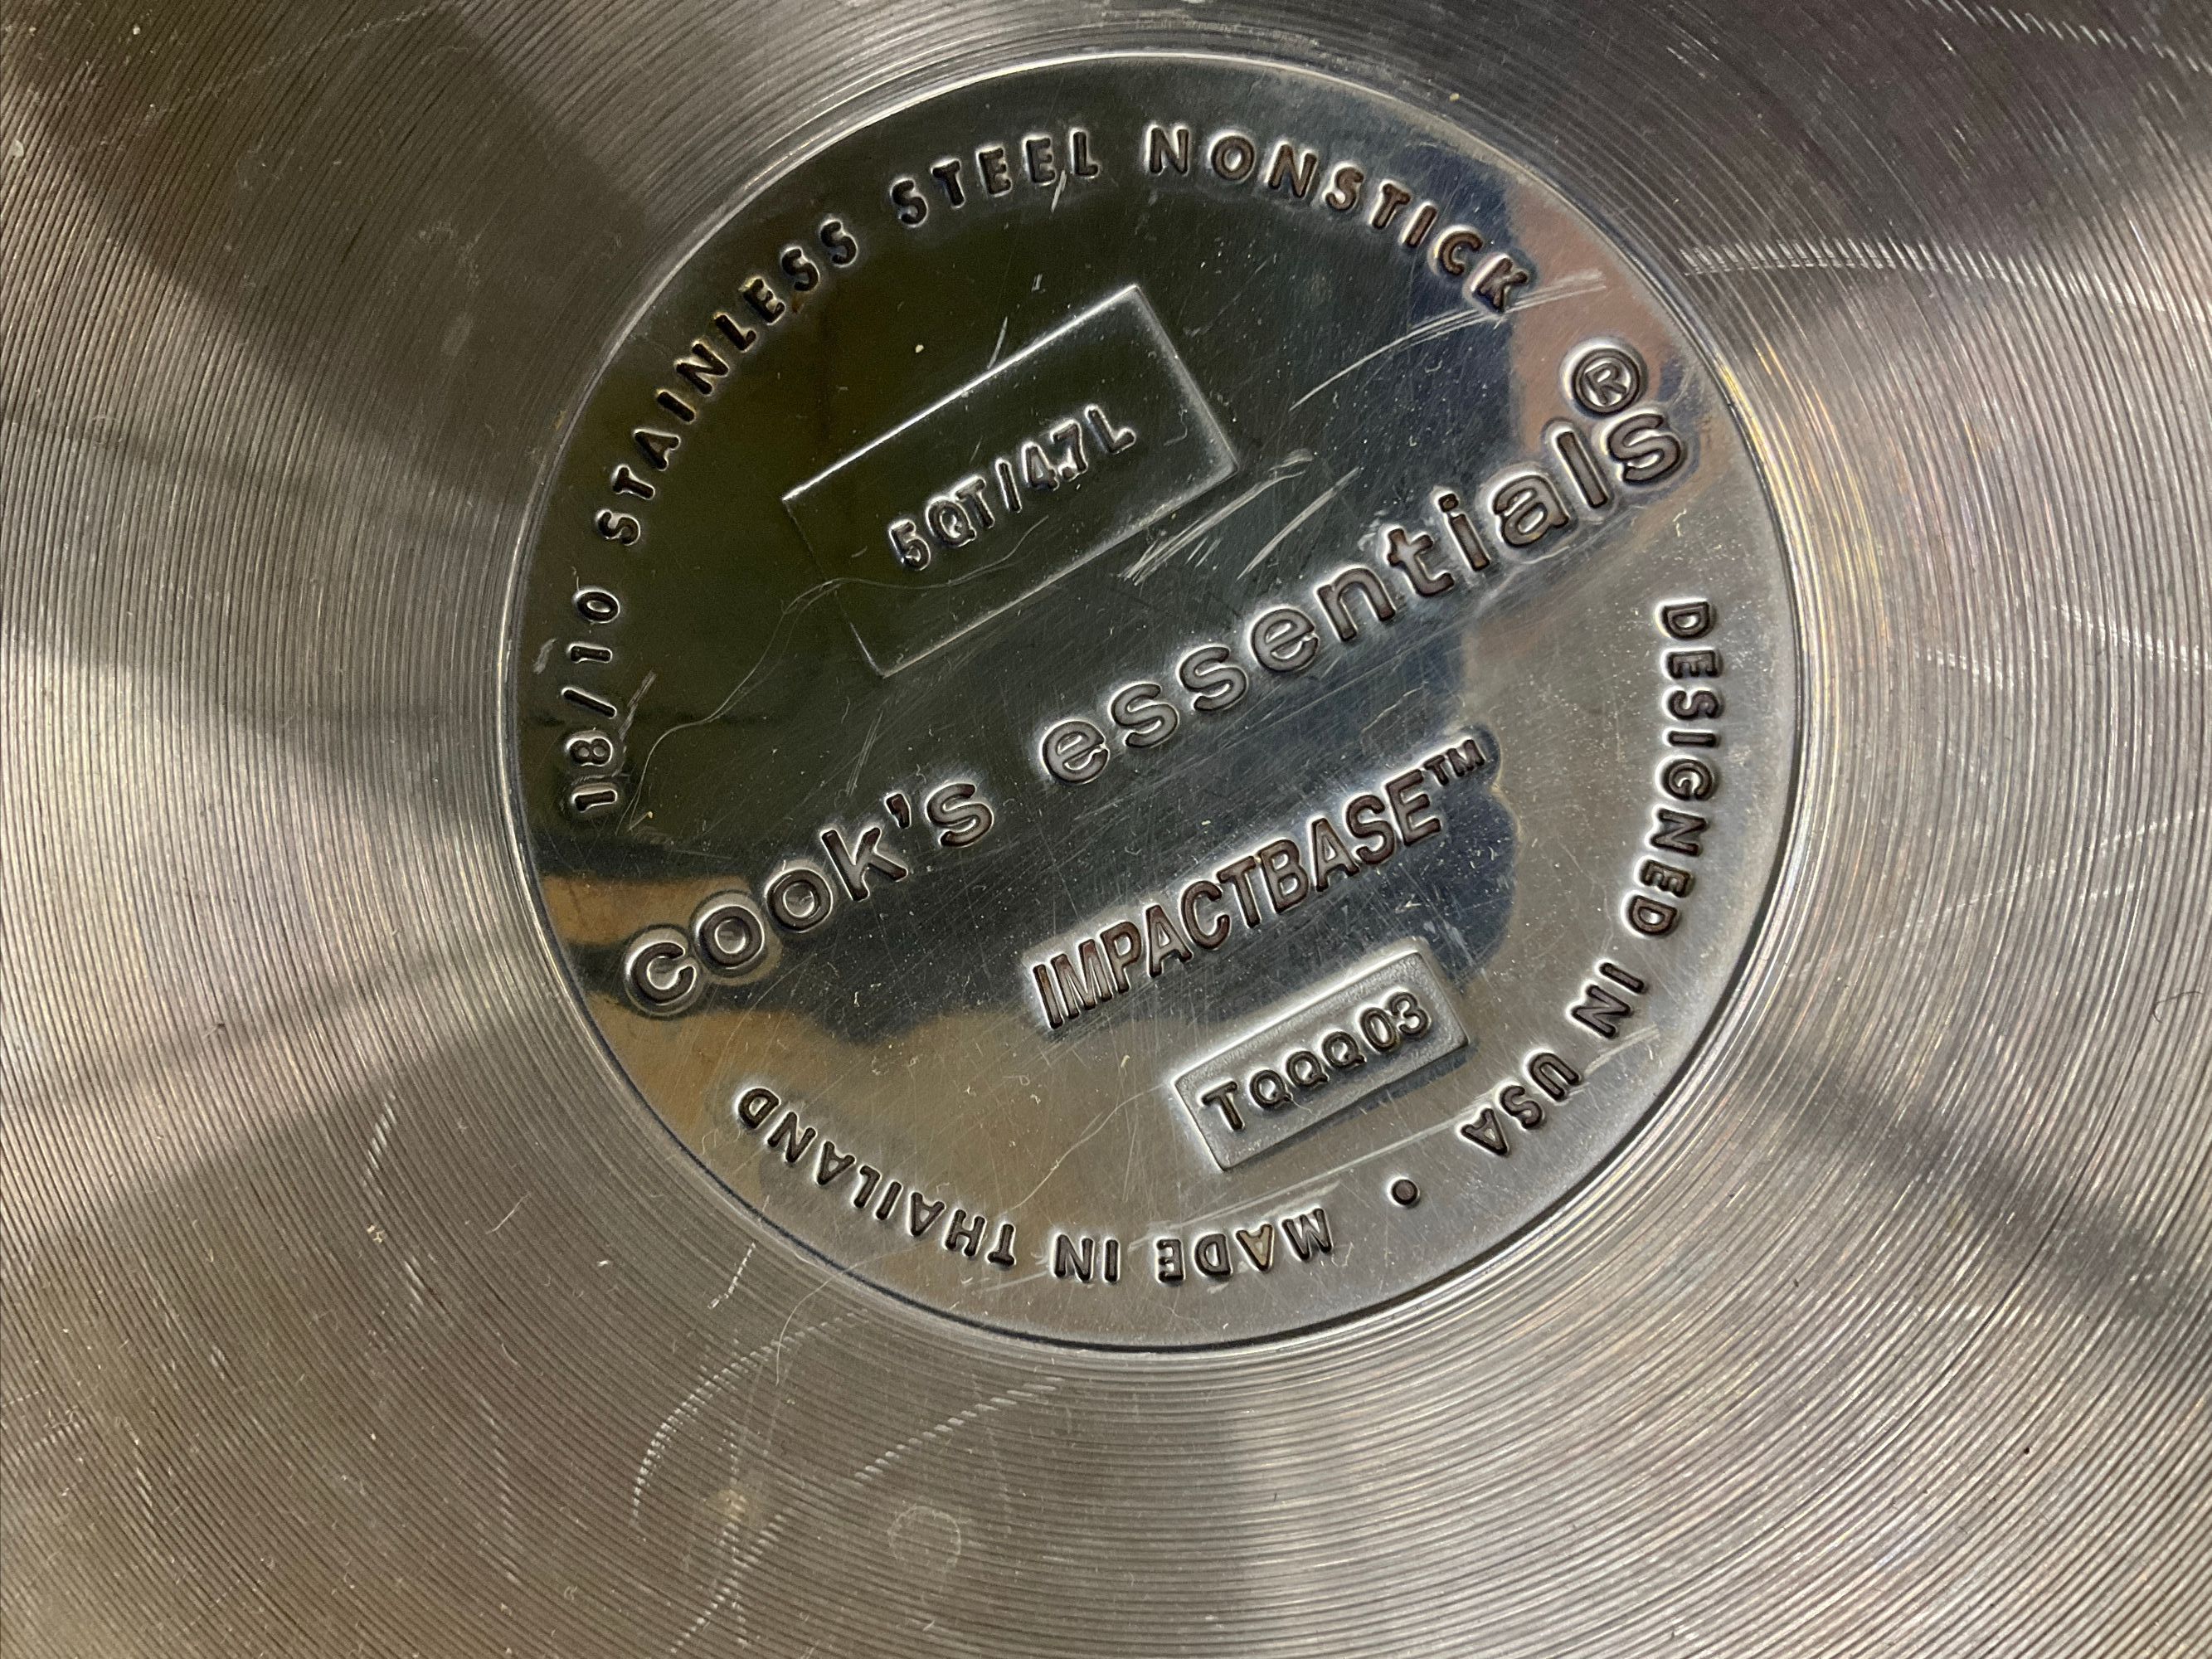 18/10 STAINLESS STEEL NONSTICK
5QT/4.7L
cook's essentials®
IMPACTBASE™
TQQQ03
DESIGNED IN USA • MADE IN THAILAND